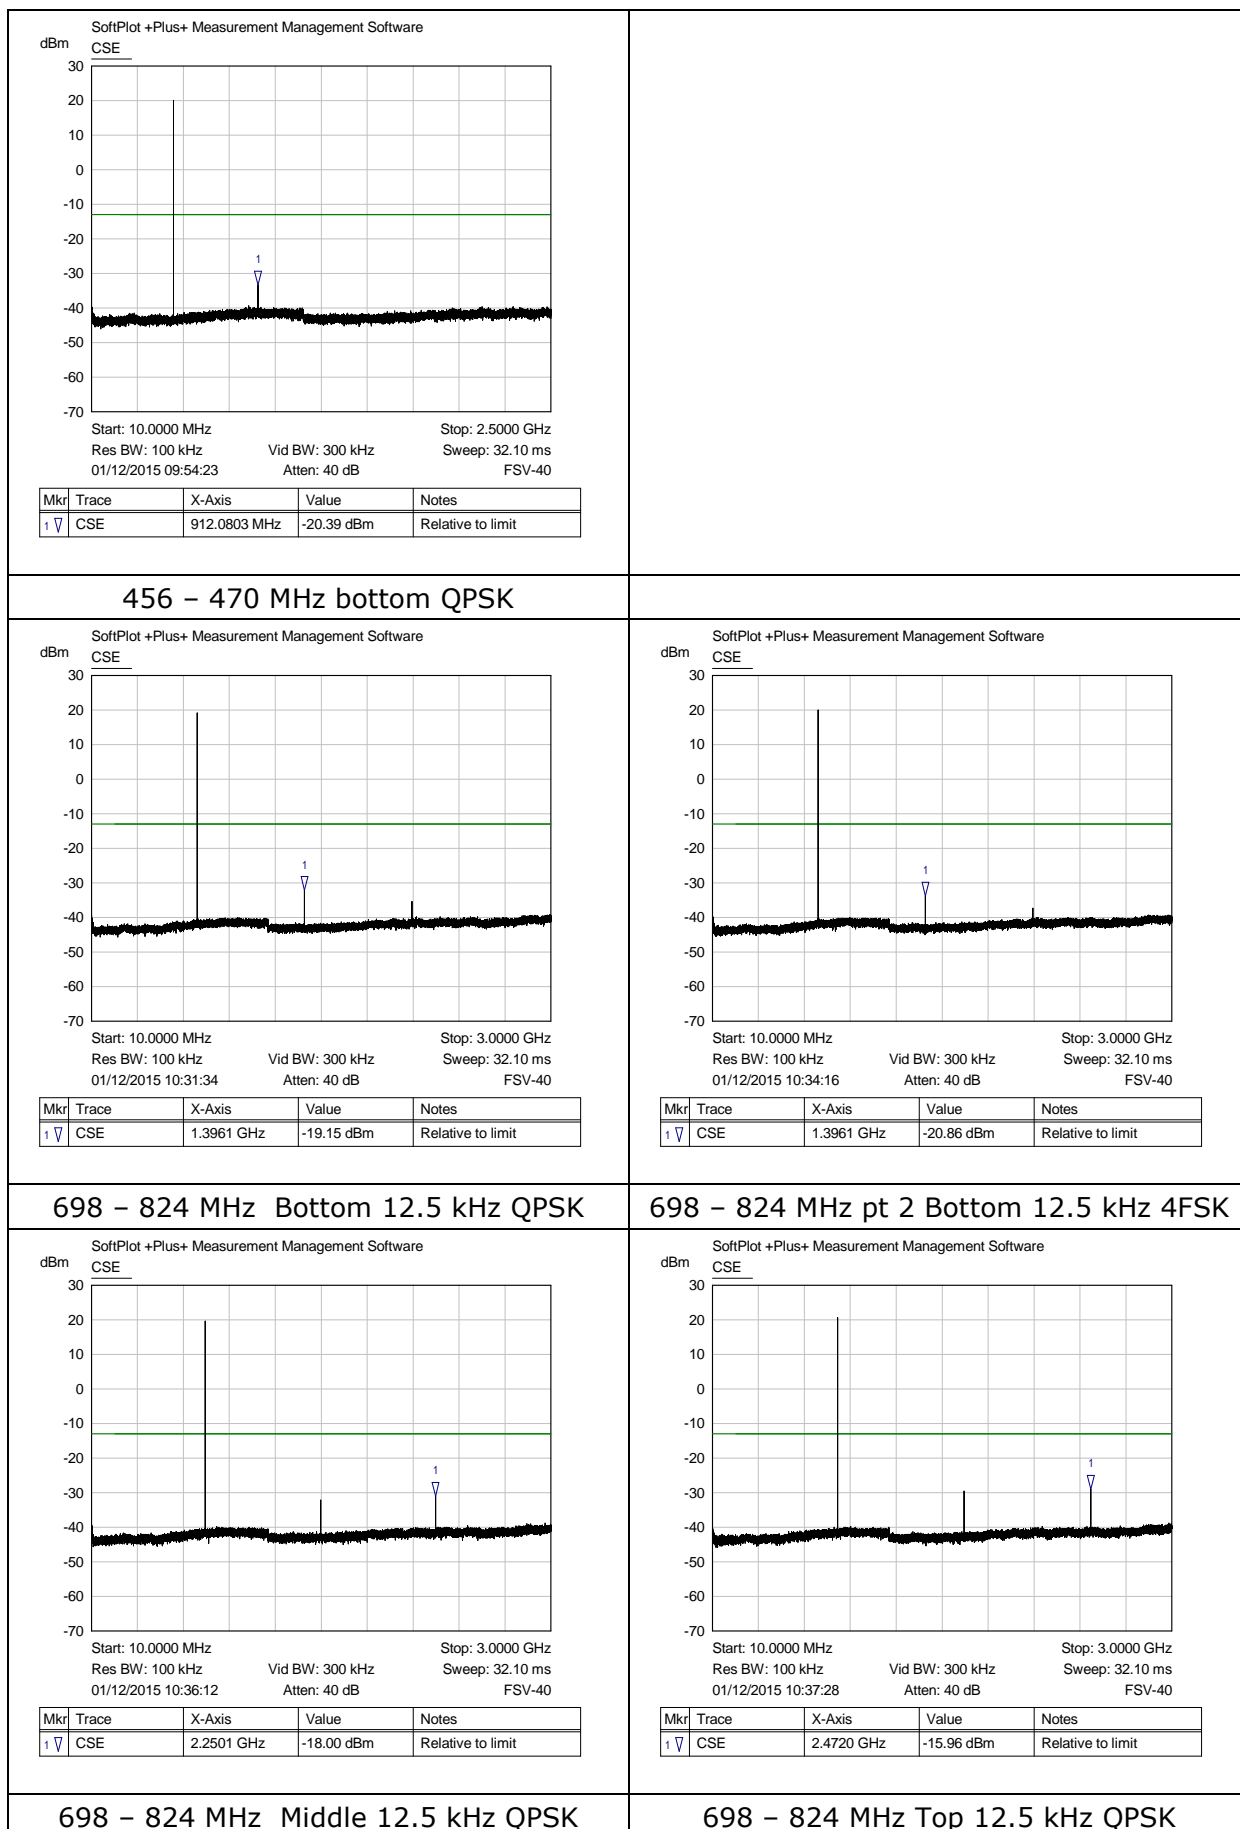 SoftPlot +Plus+ Measurement Management Software
dBm
CSE
30
20
10
0
-10
-20
1
-30
-40
-50
-60
-70
Start: 10.0000 MHz Stop: 2.5000 GHz
Res BW: 100 kHz Vid BW: 300 kHz Sweep: 32.10 ms
01/12/2015 09:54:23 Atten: 40 dB FSV-40
Mkr Trace X-Axis Value Notes
1 CSE 912.0803 MHz -20.39 dBm Relative to limit
456 – 470 MHz bottom QPSK
SoftPlot +Plus+ Measurement Management Software
dBm
CSE
30
20
10
0
-10
-20
1
-30
-40
-50
-60
-70
Start: 10.0000 MHz Stop: 3.0000 GHz
Res BW: 100 kHz Vid BW: 300 kHz Sweep: 32.10 ms
01/12/2015 10:31:34 Atten: 40 dB FSV-40
Mkr Trace X-Axis Value Notes
1 CSE 1.3961 GHz -19.15 dBm Relative to limit
698 – 824 MHz Bottom 12.5 kHz QPSK
SoftPlot +Plus+ Measurement Management Software
dBm
CSE
30
20
10
0
-10
-20
1
-30
-40
-50
-60
-70
Start: 10.0000 MHz Stop: 3.0000 GHz
Res BW: 100 kHz Vid BW: 300 kHz Sweep: 32.10 ms
01/12/2015 10:34:16 Atten: 40 dB FSV-40
Mkr Trace X-Axis Value Notes
1 CSE 1.3961 GHz -20.86 dBm Relative to limit
698 – 824 MHz pt 2 Bottom 12.5 kHz 4FSK
SoftPlot +Plus+ Measurement Management Software
dBm
CSE
30
20
10
0
-10
-20
1
-30
-40
-50
-60
-70
Start: 10.0000 MHz Stop: 3.0000 GHz
Res BW: 100 kHz Vid BW: 300 kHz Sweep: 32.10 ms
01/12/2015 10:36:12 Atten: 40 dB FSV-40
Mkr Trace X-Axis Value Notes
1 CSE 2.2501 GHz -18.00 dBm Relative to limit
698 – 824 MHz Middle 12.5 kHz QPSK
SoftPlot +Plus+ Measurement Management Software
dBm
CSE
30
20
10
0
-10
-20
1
-30
-40
-50
-60
-70
Start: 10.0000 MHz Stop: 3.0000 GHz
Res BW: 100 kHz Vid BW: 300 kHz Sweep: 32.10 ms
01/12/2015 10:37:28 Atten: 40 dB FSV-40
Mkr Trace X-Axis Value Notes
1 CSE 2.4720 GHz -15.96 dBm Relative to limit
698 – 824 MHz Top 12.5 kHz QPSK